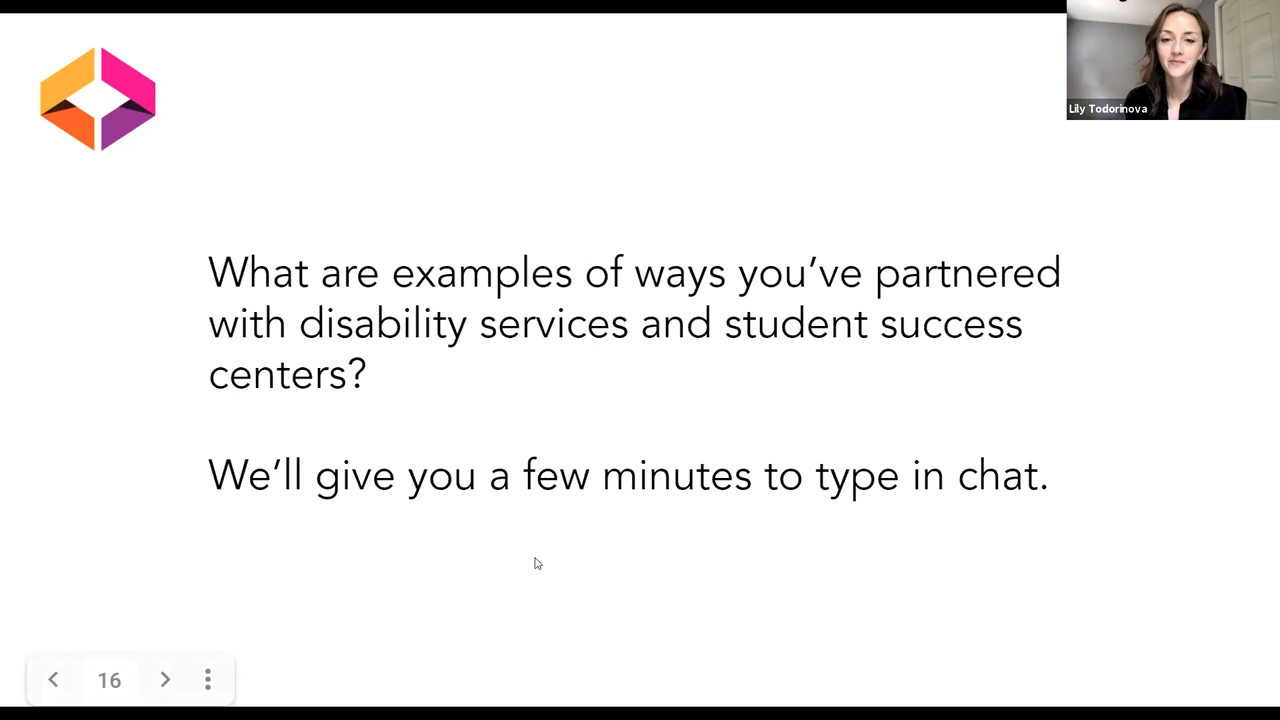 Lily Todorinova
What are examples of ways you’ve partnered
with disability services and student success
centers?
We’ll give you a few minutes to type in chat.
16